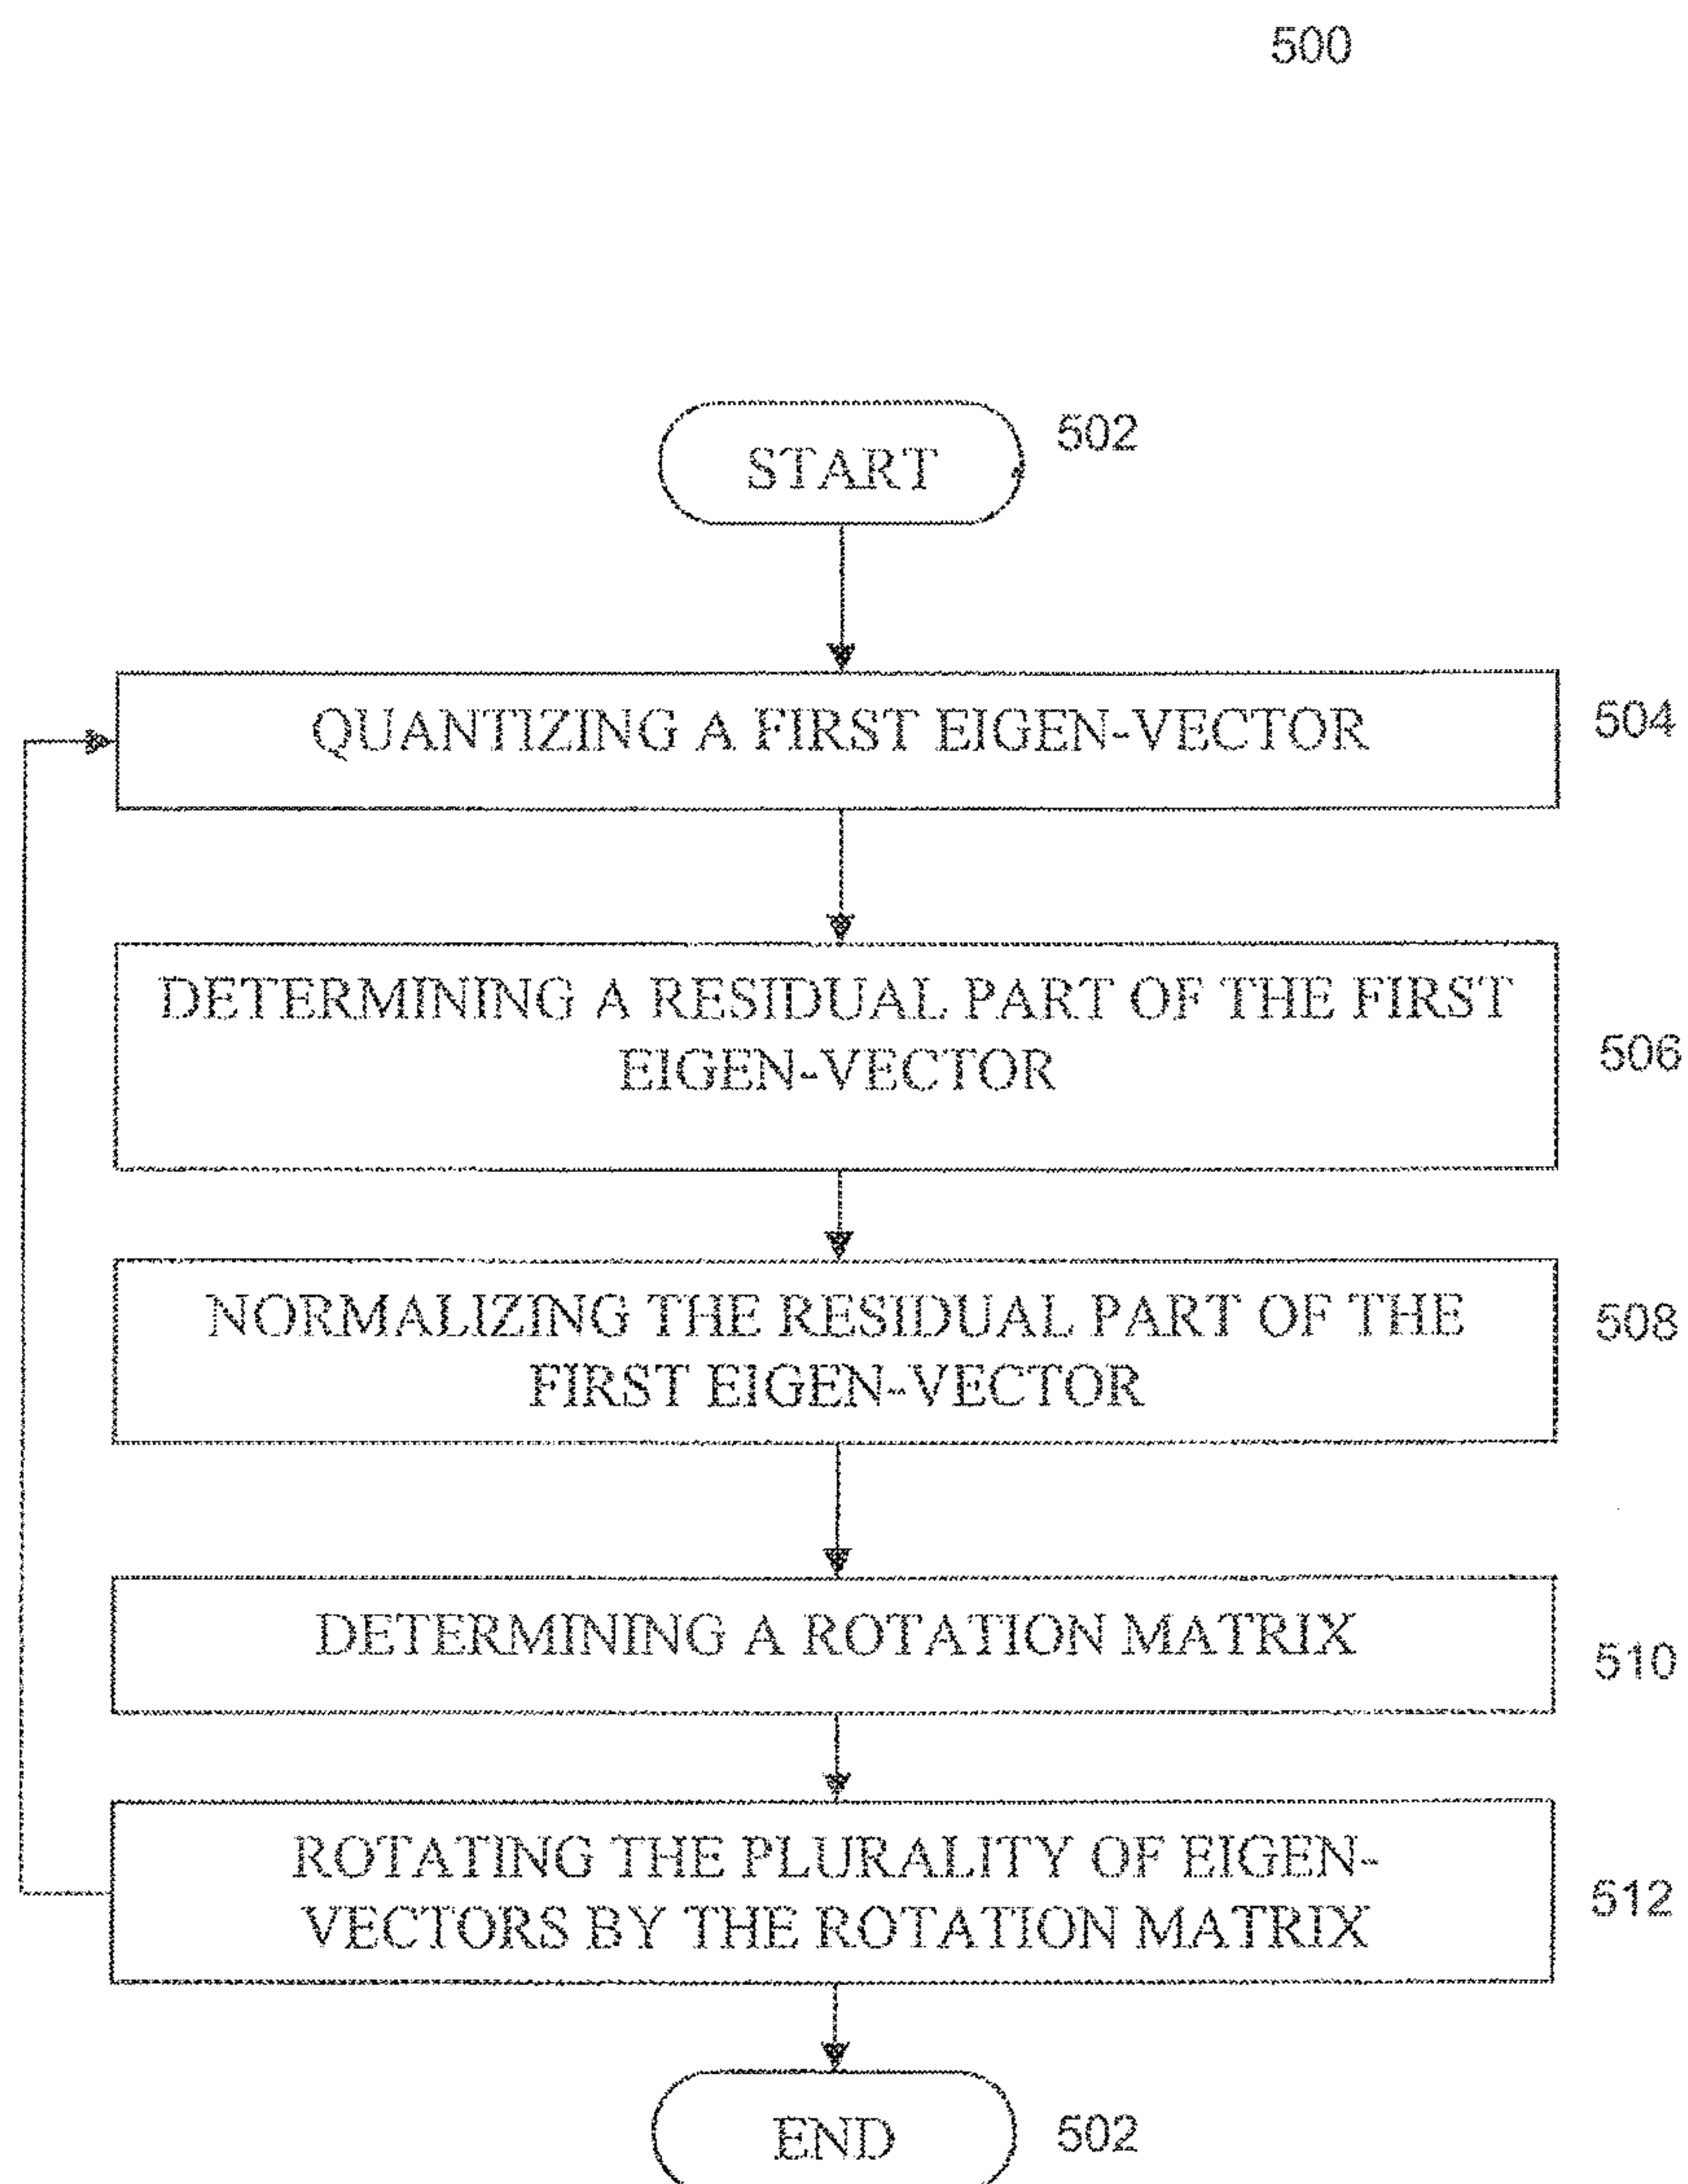 500
START
502
QUANTIZING A FIRST EIGEN-VECTOR
504
DETERMINING A RESIDUAL PART OF THE FIRST
EIGEN-VECTOR
506
NORMALIZING THE RESIDUAL PART OF THE
FIRST EIGEN-VECTOR
508
DETERMINING A ROTATION MATRIX
510
ROTATING THE PLURALITY OF EIGEN-
VECTORS BY THE ROTATION MATRIX
512
END
502